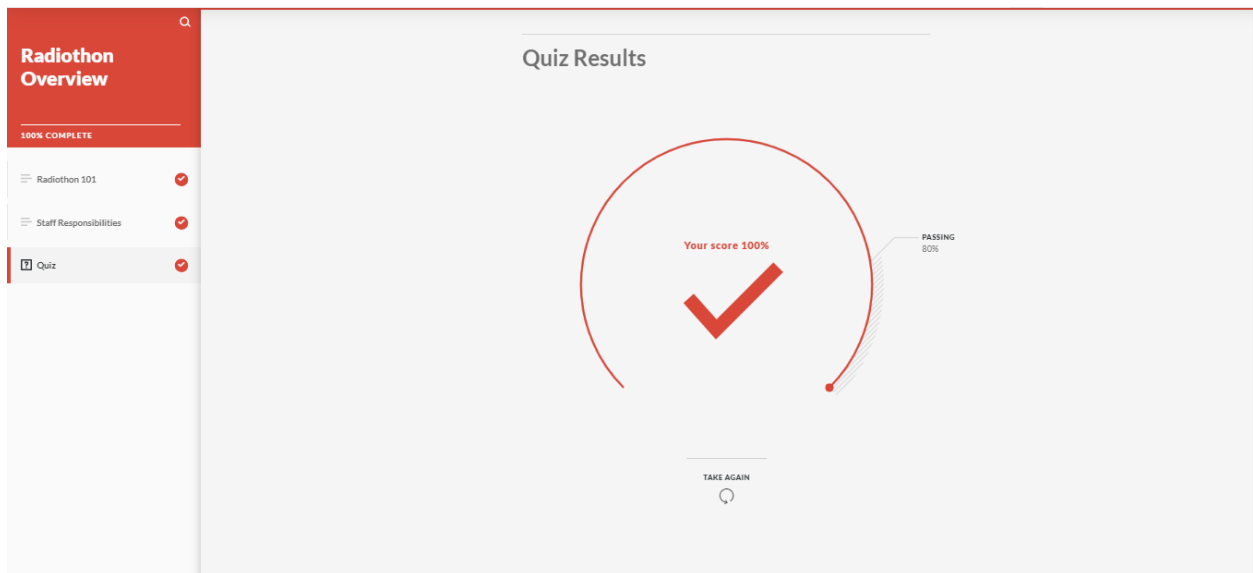 Radiothon
Overview
100% COMPLETE
Radiothon 101
Staff Responsibilities
? Quiz
Quiz Results
Your score 100%
PASSING
80%
TAKE AGAIN